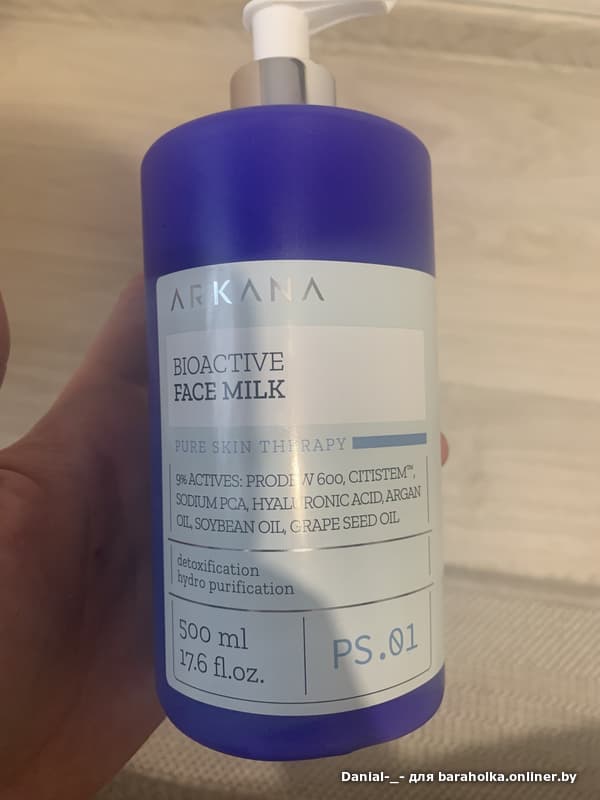 ARKANA
BIOACTIVE
FACE MILK
PURE SKIN THERAPY
9% ACTIVES: PRODEW 600, CITISTEM™,
SODIUM PCA, HYALURONIC ACID, ARGAN
OIL, SOYBEAN OIL, GRAPE SEED OIL
detoxification
hydro purification
500 ml
17.6 fl.oz.
PS.01
Danial-_- для baraholka.onliner.by